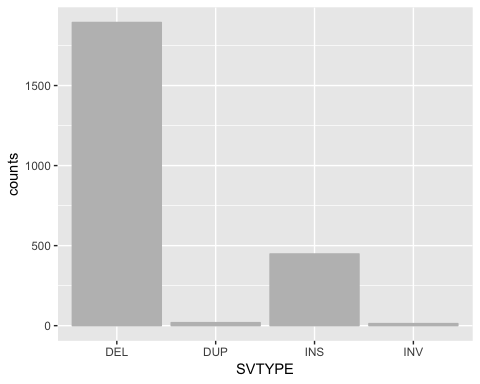 counts
1500
1000
500
0
DEL DUP INS INV
SVTYPE